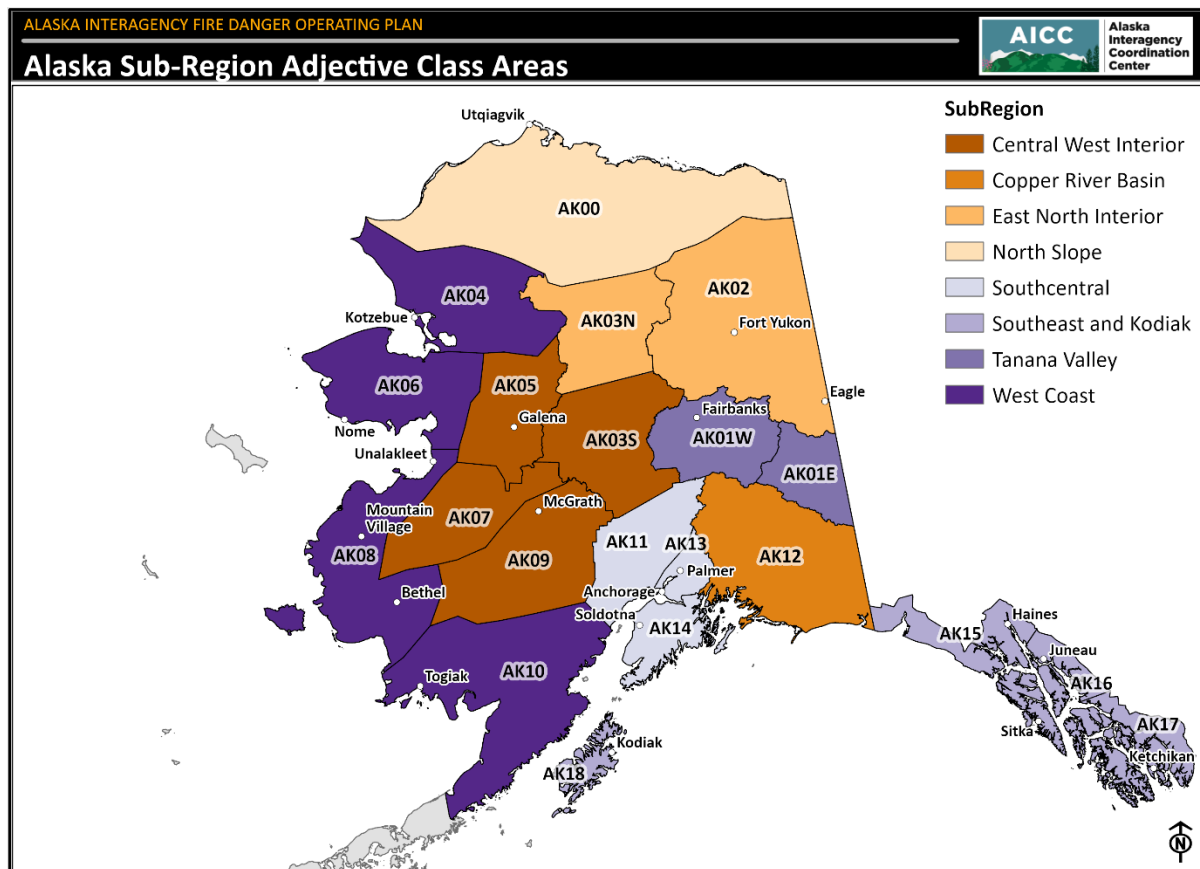 ALASKA INTERAGENCY FIRE DANGER OPERATING PLAN
Alaska Sub-Region Adjective Class Areas
AICC
Alaska
Interagency
Coordination
Center
SubRegion
Central West Interior
Copper River Basin
East North Interior
North Slope
Southcentral
Southeast and Kodiak
Tanana Valley
West Coast
Utqiagvik
AK00
AK04
AK02
Kotzebue
AK03N
Fort Yukon
AK06
AK05
Eagle
Nome
Galena
Fairbanks
AK03S
AK01W
Unalakleet
AK01E
McGrath
Mountain
Village
AK07
AK11
AK13
AK08
AK09
AK12
Palmer
Bethel
Anchorage
Soldotna
AK14
Haines
AK15
Juneau
Togiak
AK10
AK16
AK17
Sitka
Kodiak
Ketchikan
AK18
N